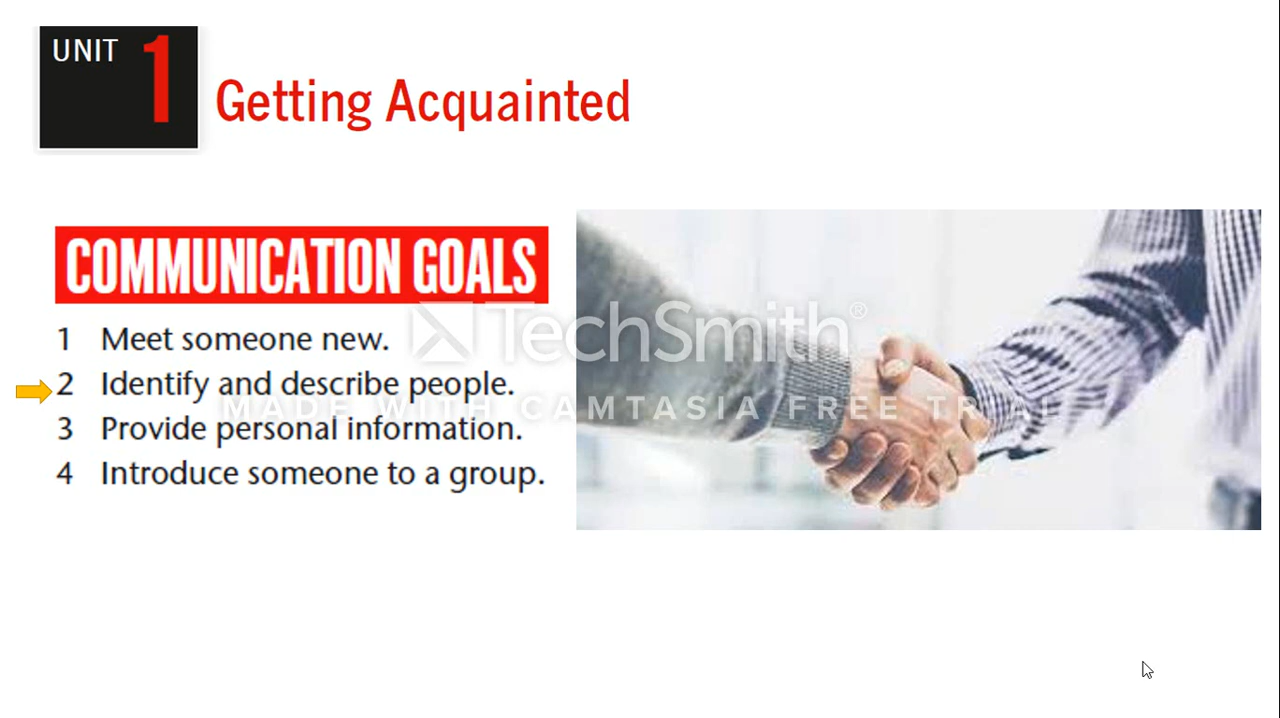 UNIT 1
Getting Acquainted
COMMUNICATION GOALS
1 Meet someone new.
2 Identify and describe people.
3 Provide personal information.
4 Introduce someone to a group.
TechSmith®
MADE WITH CAMTASIA FREE TRIAL